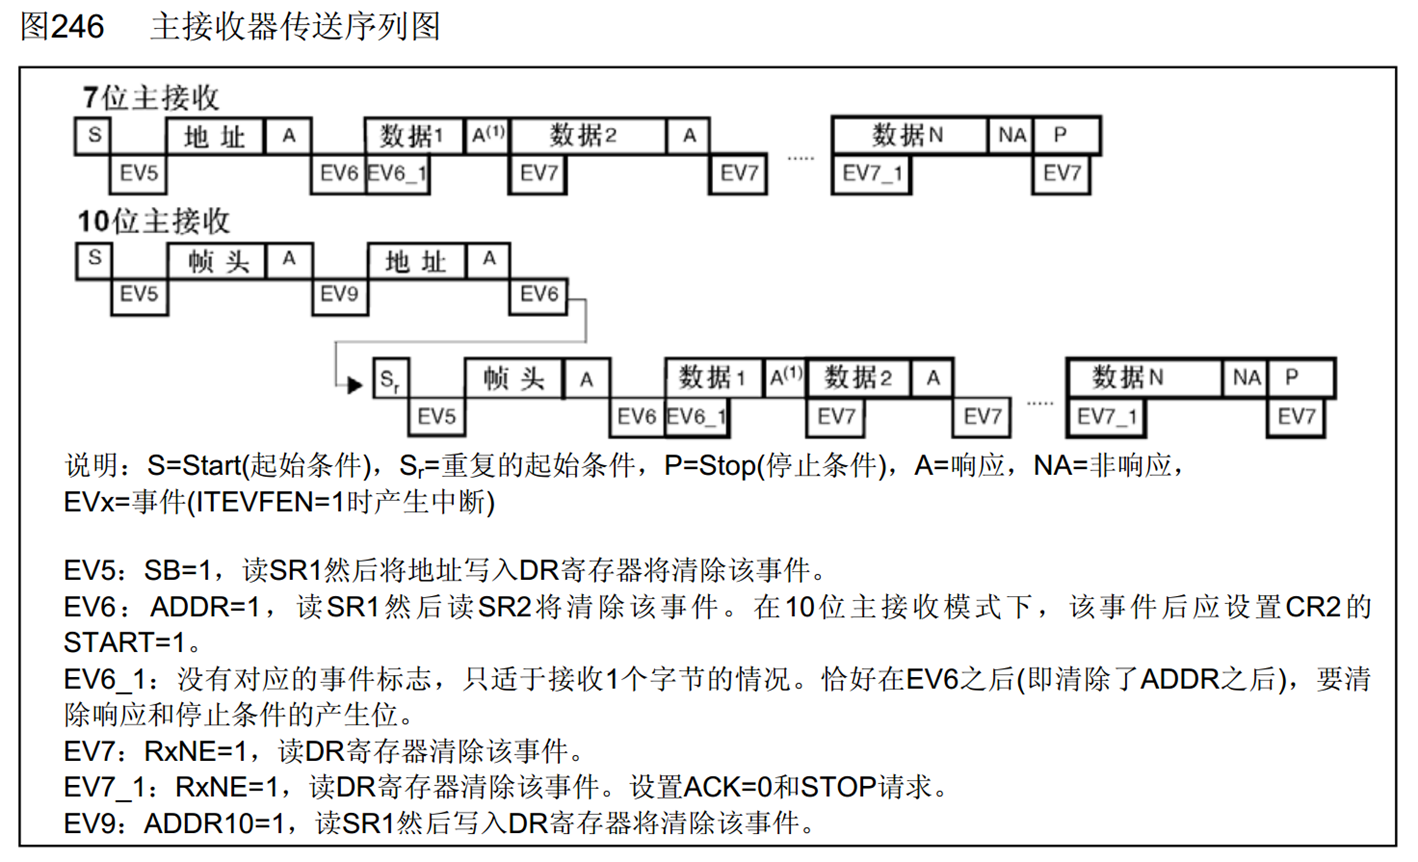 图246 主接收器传送序列图
7位主接收
S 地址 A 数据1 A(1) 数据2 A ..... 数据N NA P
EV5 EV6 EV6_1 EV7 EV7 EV7_1 EV7
10位主接收
S 帧头 A 地址 A
EV5 EV9 EV6
Sr 帧头 A 数据1 A(1) 数据2 A ..... 数据N NA P
EV5 EV6 EV6_1 EV7 EV7 EV7_1 EV7
说明：S=Start(起始条件)，Sr=重复的起始条件，P=Stop(停止条件)，A=响应，NA=非响应，
EVx=事件(ITEVFEN=1时产生中断)
EV5：SB=1，读SR1然后将地址写入DR寄存器将清除该事件。
EV6：ADDR=1，读SR1然后读SR2将清除该事件。在10位主接收模式下，该事件后应设置CR2的
START=1。
EV6_1：没有对应的事件标志，只适于接收1个字节的情况。恰好在EV6之后(即清除了ADDR之后)，要清
除响应和停止条件的产生位。
EV7：RxNE=1，读DR寄存器清除该事件。
EV7_1：RxNE=1，读DR寄存器清除该事件。设置ACK=0和STOP请求。
EV9：ADDR10=1，读SR1然后写入DR寄存器将清除该事件。